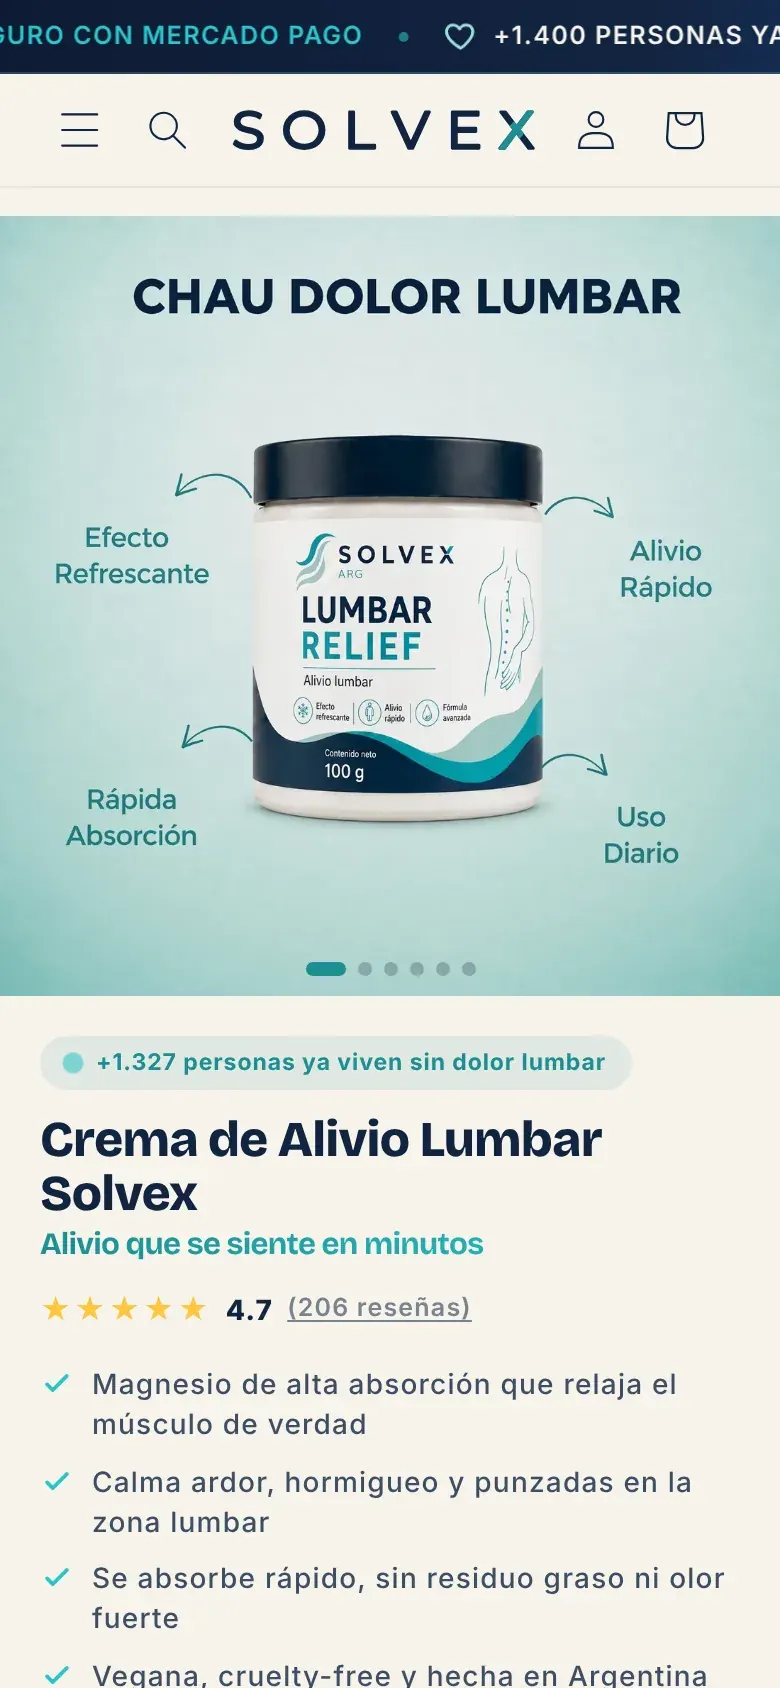 GURO CON MERCADO PAGO • +1.400 PERSONAS YA
SOLVEX
CHAU DOLOR LUMBAR
Efecto
Refrescante
Alivio
Rápido
SOLVEX
ARG
LUMBAR
RELIEF
Alivio lumbar
Efecto
refrescante
Alivio
rápido
Fórmula
avanzada
Contenido neto
100 g
Rápida
Absorción
Uso
Diario
+1.327 personas ya viven sin dolor lumbar
Crema de Alivio Lumbar
Solvex
Alivio que se siente en minutos
★★★★★ 4.7 (206 reseñas)
✓ Magnesio de alta absorción que relaja el
músculo de verdad
✓ Calma ardor, hormigueo y punzadas en la
zona lumbar
✓ Se absorbe rápido, sin residuo graso ni olor
fuerte
✓ Vegana, cruelty-free y hecha en Argentina